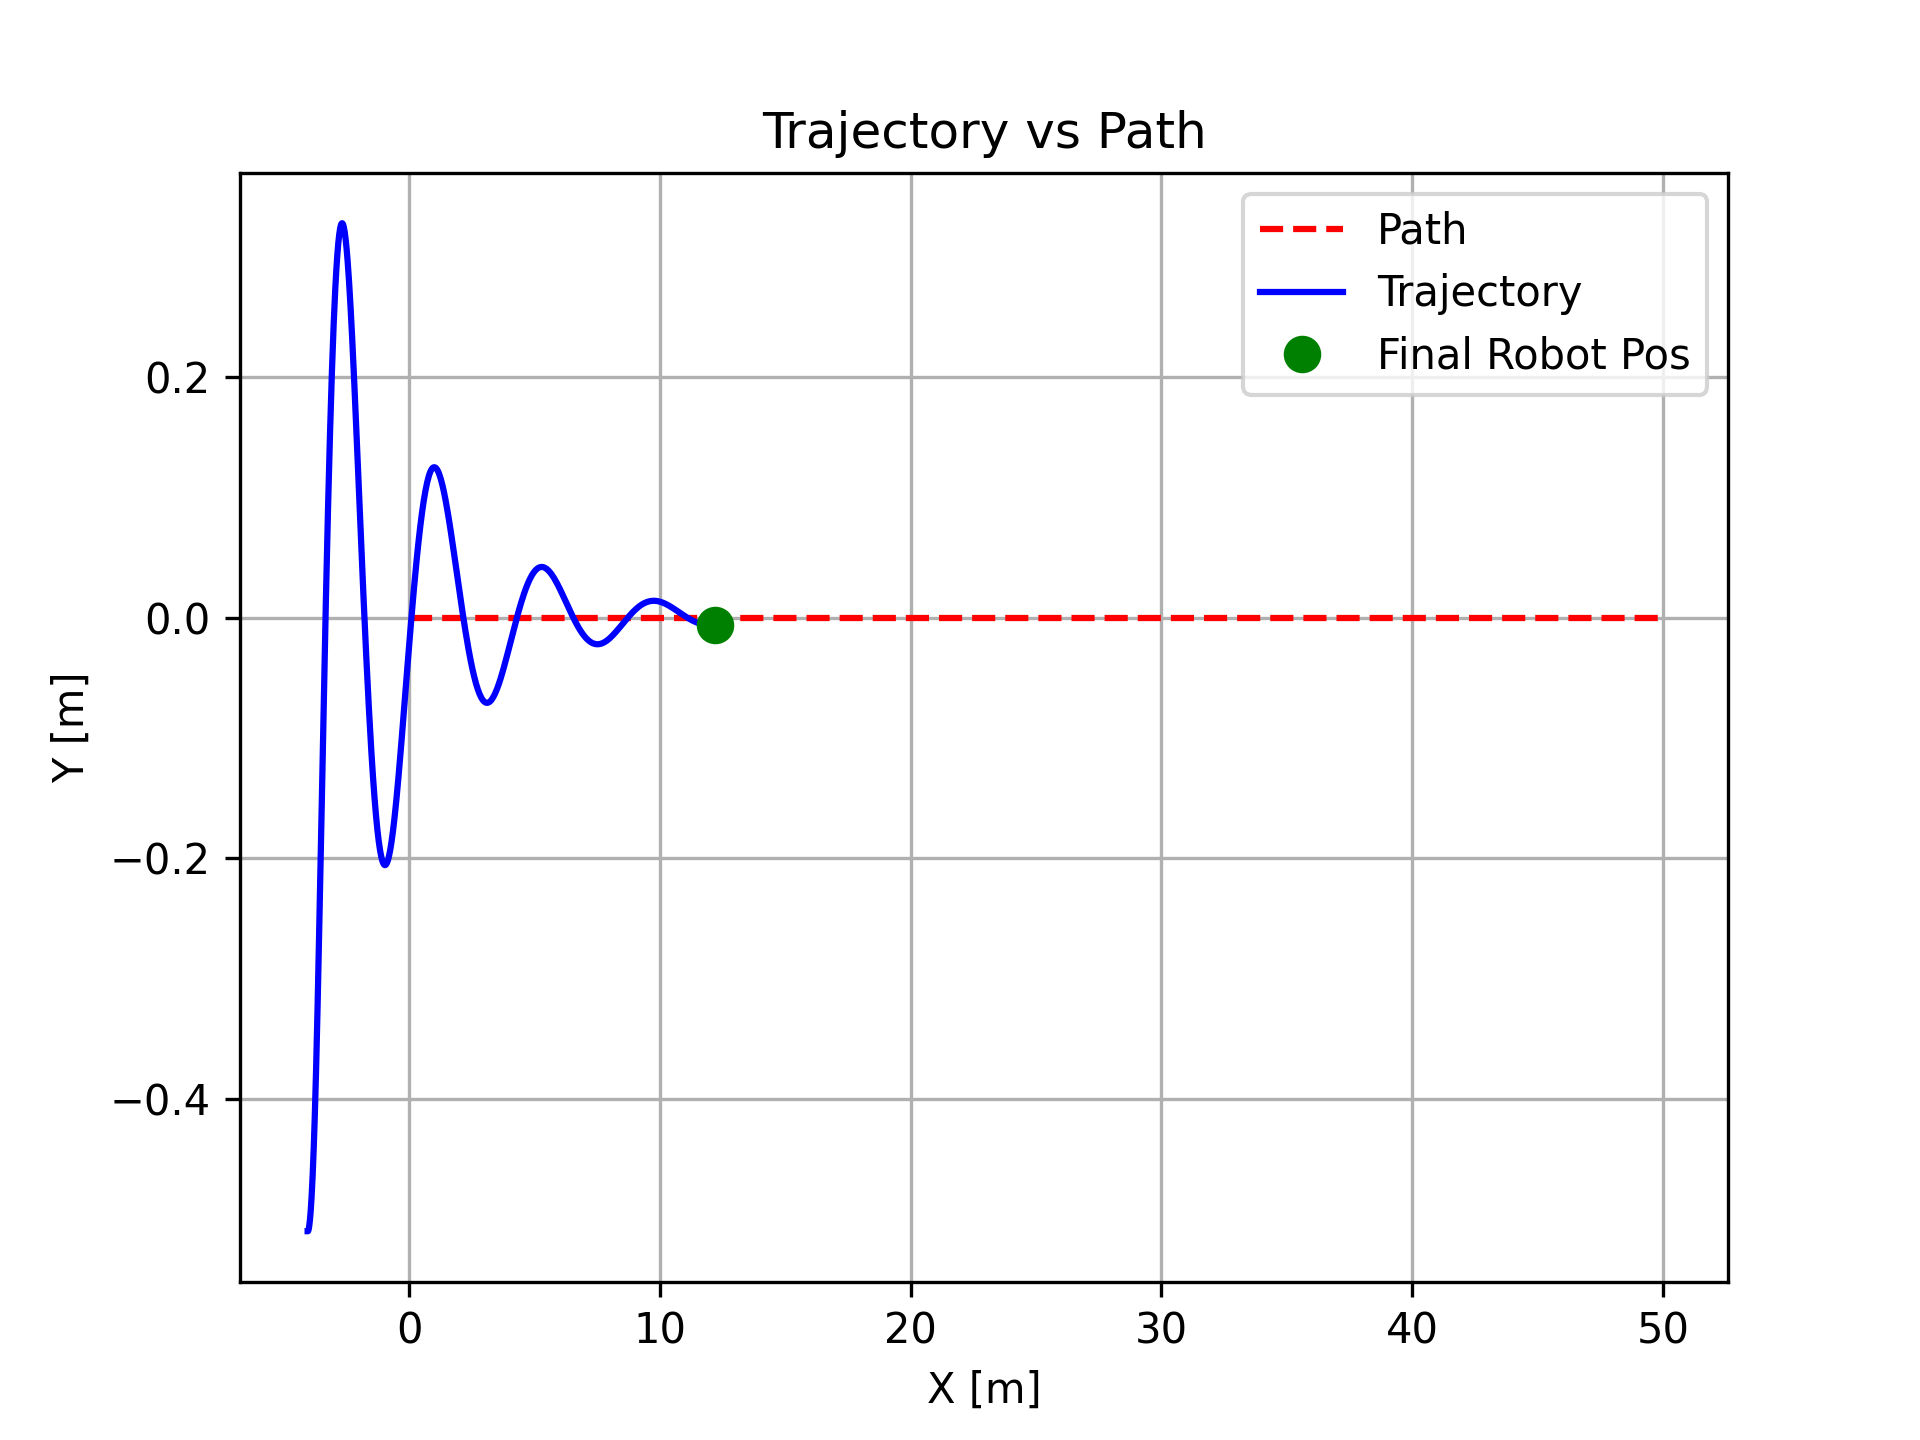 Trajectory vs Path
Path
Trajectory
Final Robot Pos
0.2
0.0
−0.2
−0.4
Y [m]
0 10 20 30 40 50
X [m]